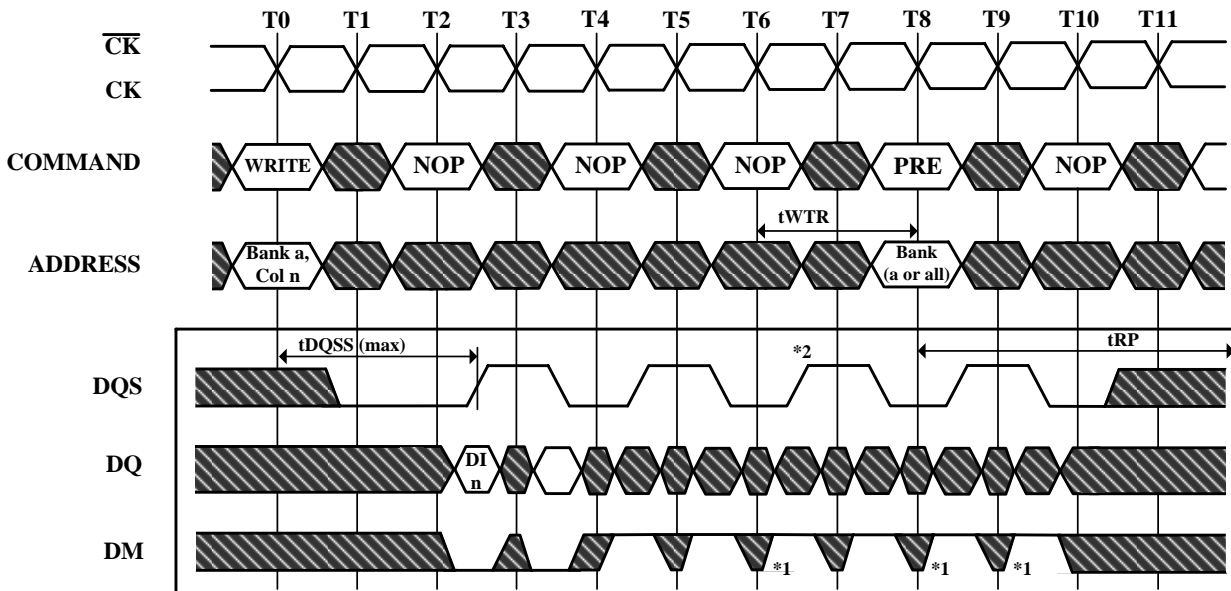 T0 T1 T2 T3 T4 T5 T6 T7 T8 T9 T10 T11
CK
CK
COMMAND WRITE NOP NOP NOP PRE NOP
tWTR
ADDRESS Bank a, Col n Bank (a or all)
tDQSS (max) *2 tRP
DQS
DQ DI n
DM *1 *1 *1